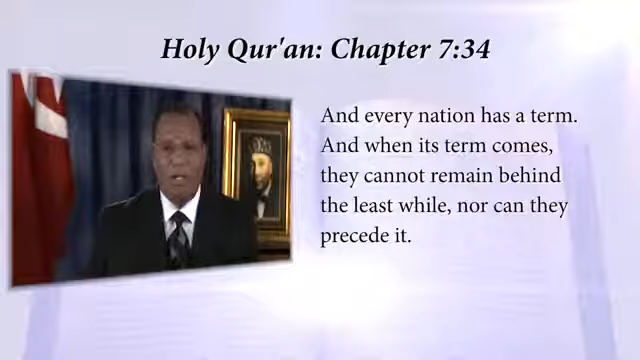 Holy Qur'an: Chapter 7:34
And every nation has a term.
And when its term comes,
they cannot remain behind
the least while, nor can they
precede it.